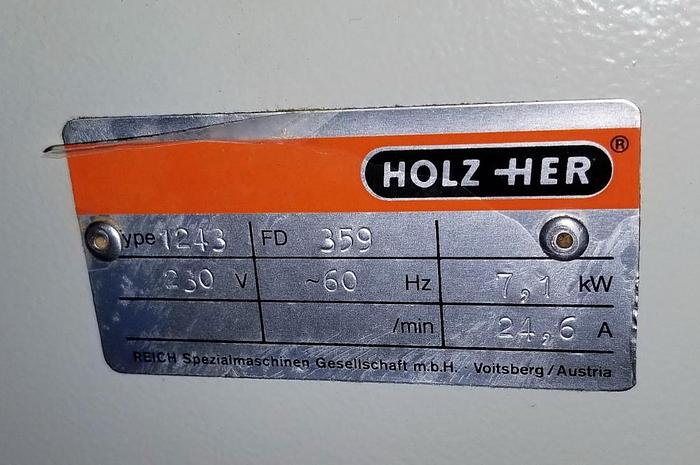 HOLZ-HER ®
ype 1243 FD 359
230 V ~60 Hz 7,1 kW
/min 24,6 A
REICH Spezialmaschinen Gesellschaft m.b.H. · Voitsberg/Austria